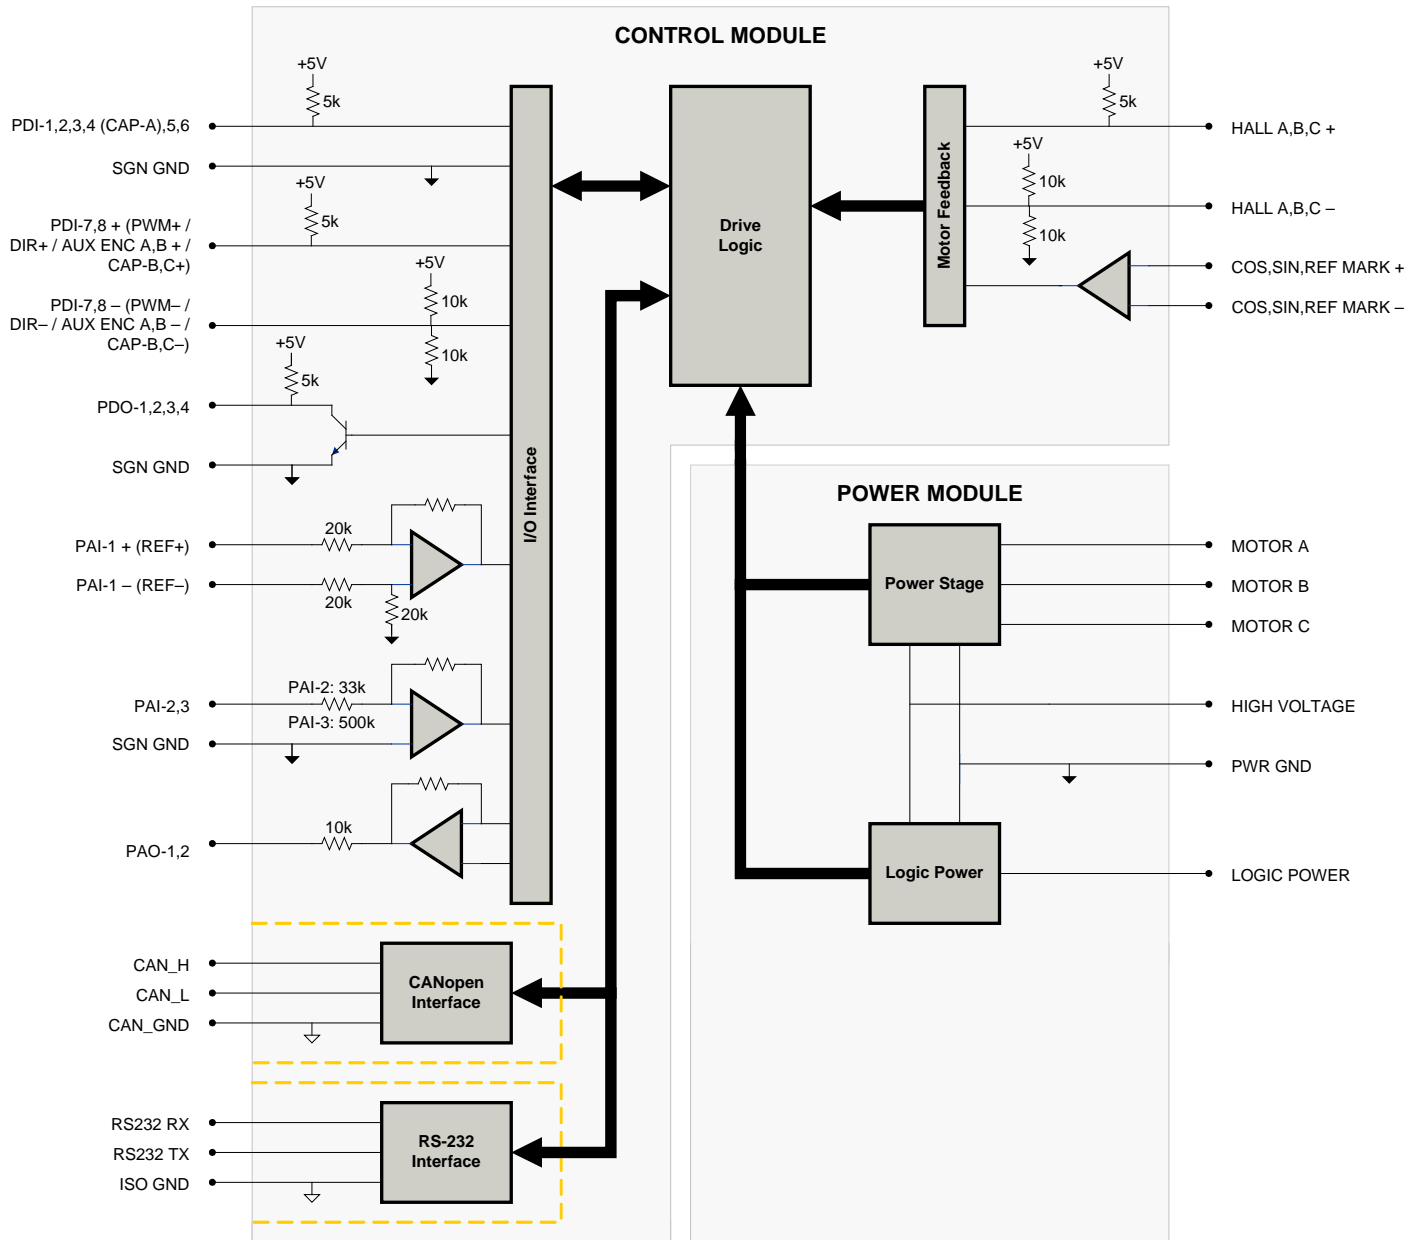 CONTROL MODULE
+5V
5k
PDI-1,2,3,4 (CAP-A),5,6
SGN GND
+5V
5k
PDI-7,8 + (PWM+ /
DIR+ / AUX ENC A,B + /
CAP-B,C+)
+5V
10k
10k
PDI-7,8 – (PWM– /
DIR– / AUX ENC A,B – /
CAP-B,C–)
+5V
5k
PDO-1,2,3,4
SGN GND
20k
PAI-1 + (REF+)
PAI-1 – (REF–)
20k
20k
PAI-2: 33k
PAI-2,3
PAI-3: 500k
SGN GND
10k
PAO-1,2
I/O Interface
CAN_H
CAN_L
CAN_GND
CANopen
Interface
RS232 RX
RS232 TX
ISO GND
RS-232
Interface
Drive
Logic
Motor Feedback
+5V
5k
HALL A,B,C +
+5V
10k
10k
HALL A,B,C –
COS,SIN,REF MARK +
COS,SIN,REF MARK –
POWER MODULE
Power Stage
MOTOR A
MOTOR B
MOTOR C
HIGH VOLTAGE
PWR GND
Logic Power
LOGIC POWER